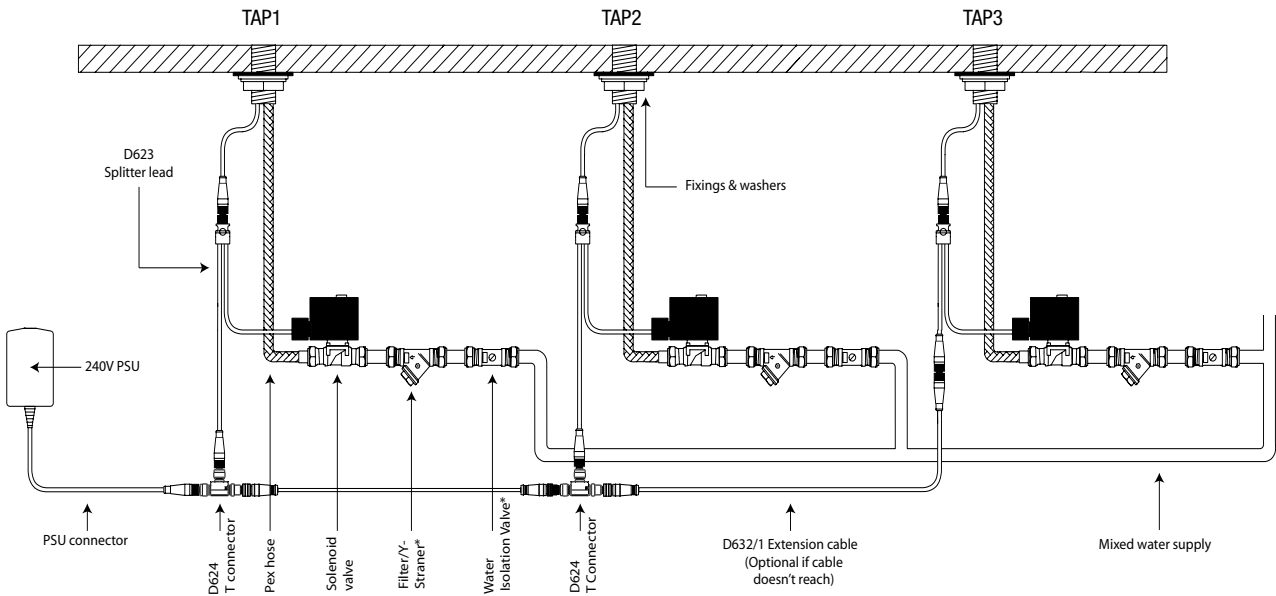 TAP1
TAP2
TAP3
D623
Splitter lead
Fixings & washers
240V PSU
PSU connector
D624
T connector
Pex hose
Solenoid
valve
Filter/Y-
Straner*
Water
Isolation Valve*
D624
T Connector
D632/1 Extension cable
(Optional if cable
doesn't reach)
Mixed water supply